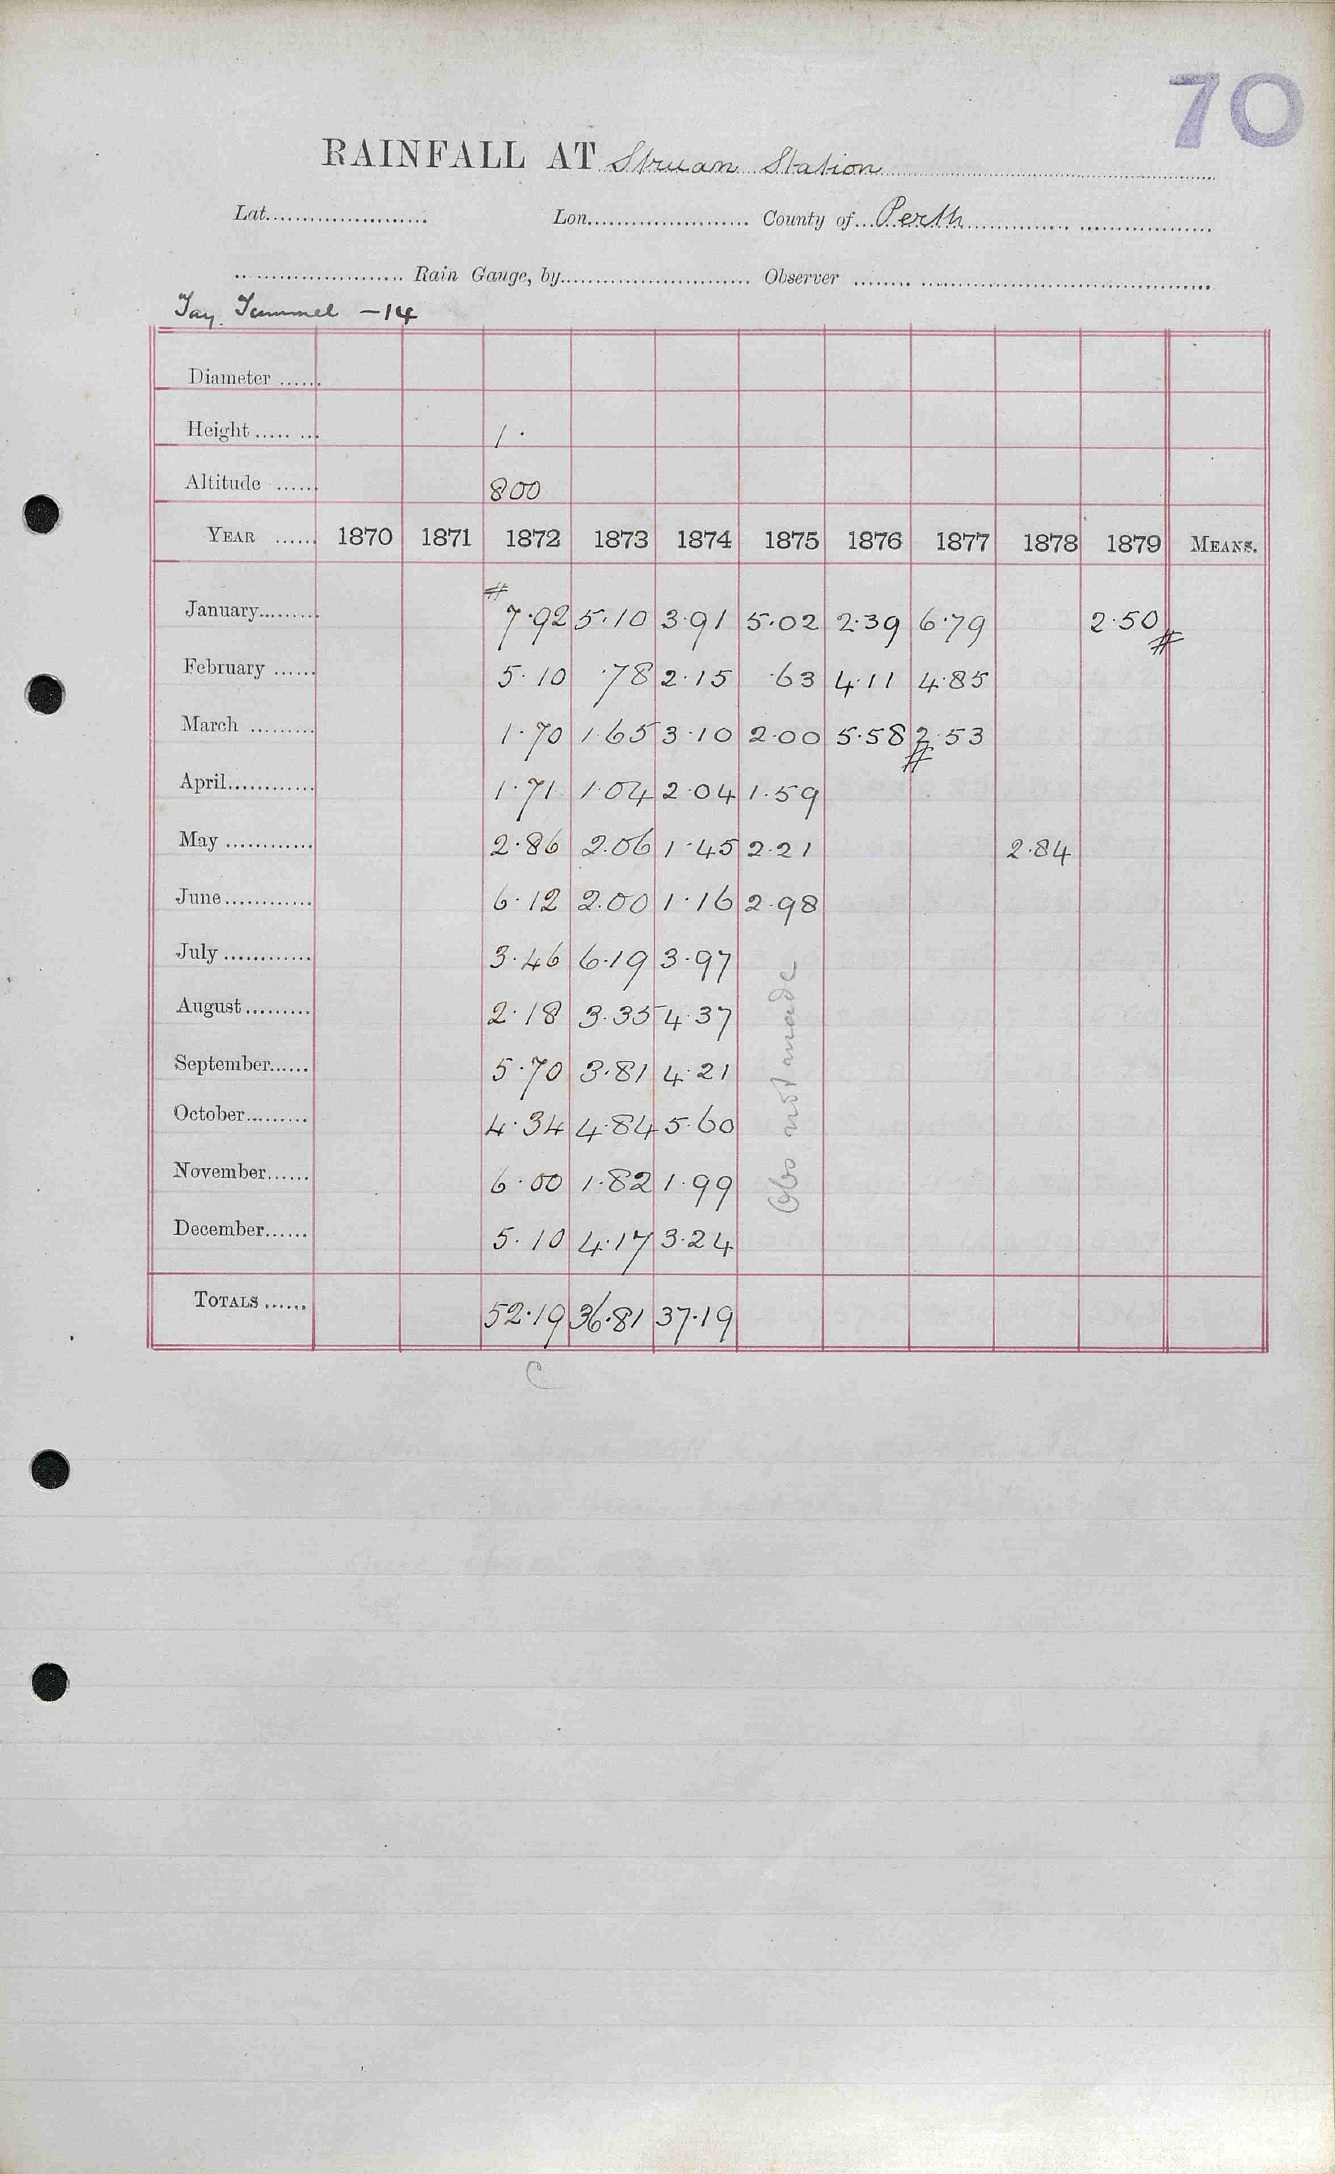 70
RAINFALL AT Struan Station
Lat...................... Lon...................... County of... Perth
...................... Rain Gauge, by.......................... Observer ........
Tay. Tummel — 14
Diameter ......
Height ..... ... 1 ·
Altitude ...... 800
YEAR ...... 1870 1871 1872 1873 1874 1875 1876 1877 1878 1879 MEANS.
#
January......... 7·92 5·10 3·91 5·02 2·39 6·79 2·50 #
February ...... 5·10 ·78 2·15 ·63 4·11 4·85
March ......... 1·70 1·65 3·10 2·00 5·58 2·53
#
April............ 1·71 1·04 2·04 1·59
May ............ 2·86 2·06 1·45 2·21 2·84
June............ 6·12 2·00 1·16 2·98
July ............ 3·46 6·19 3·97
August......... 2·18 3·35 4·37
September...... 5·70 3·81 4·21
October......... 4·34 4·84 5·60
November...... 6·00 1·82 1·99
December...... 5·10 4·17 3·24
Obs not made
TOTALS ...... 52·19 36·81 37·19
C